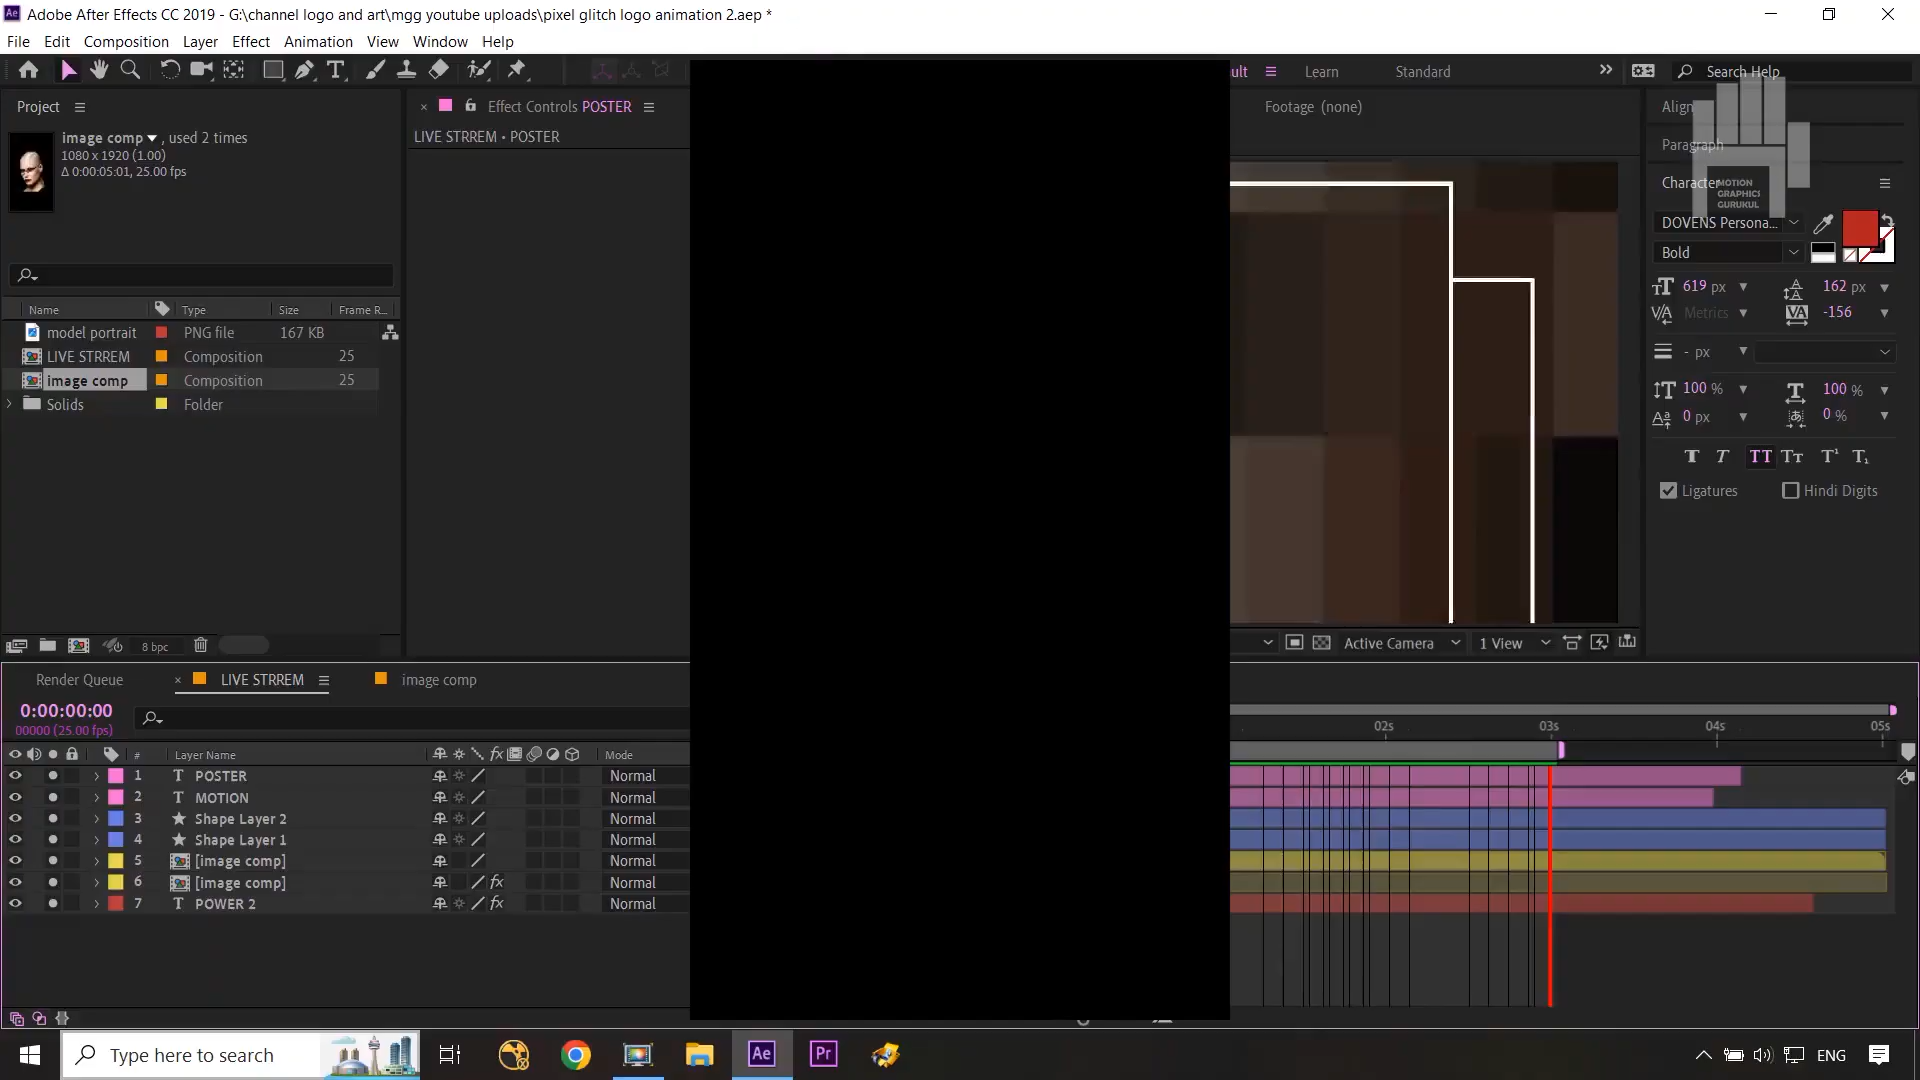 Adobe After Effects CC 2019 - G:\channel logo and art\mgg youtube uploads\pixel glitch logo animation 2.aep *
File Edit Composition Layer Effect Animation View Window Help
ult Learn Standard Search Help
Project
Effect Controls POSTER
Footage (none)
Align
image comp , used 2 times
1080 x 1920 (1.00)
Δ 0:00:05:01, 25.00 fps
LIVE STRREM • POSTER
Paragraph
Character
MOTION
GRAPHICS
GURUKUL
DOVENS Persona...
Bold
619 px 162 px
Metrics -156
- px
100 % 100 %
0 px 0 %
Ligatures Hindi Digits
Name Type Size Frame R...
model portrait PNG file 167 KB
LIVE STRREM Composition 25
image comp Composition 25
Solids Folder
8 bpc
Active Camera 1 View
Render Queue LIVE STRREM image comp
0:00:00:00
00000 (25.00 fps)
02s 03s 04s 05s
# Layer Name Mode
1 POSTER Normal
2 MOTION Normal
3 Shape Layer 2 Normal
4 Shape Layer 1 Normal
5 [image comp] Normal
6 [image comp] Normal
7 POWER 2 Normal
Type here to search
Ae
Pr
ENG